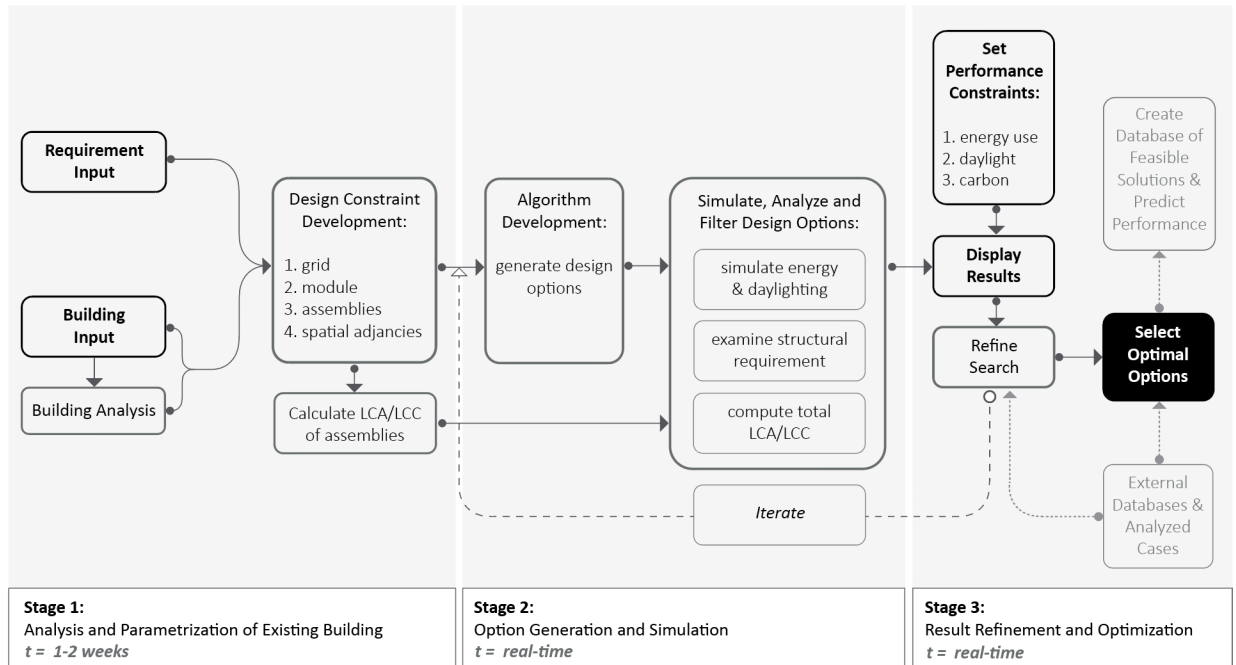 Requirement
Input
Building
Input
Building Analysis
Design Constraint
Development:
1. grid
2. module
3. assemblies
4. spatial adjancies
Calculate LCA/LCC
of assemblies
Algorithm
Development:
generate design
options
Simulate, Analyze and
Filter Design Options:
simulate energy
& daylighting
examine structural
requirement
compute total
LCA/LCC
Iterate
Set
Performance
Constraints:
1. energy use
2. daylight
3. carbon
Display
Results
Refine
Search
Create
Database of
Feasible
Solutions &
Predict
Performance
Select
Optimal
Options
External
Databases &
Analyzed
Cases
Stage 1:
Analysis and Parametrization of Existing Building
t = 1-2 weeks
Stage 2:
Option Generation and Simulation
t = real-time
Stage 3:
Result Refinement and Optimization
t = real-time